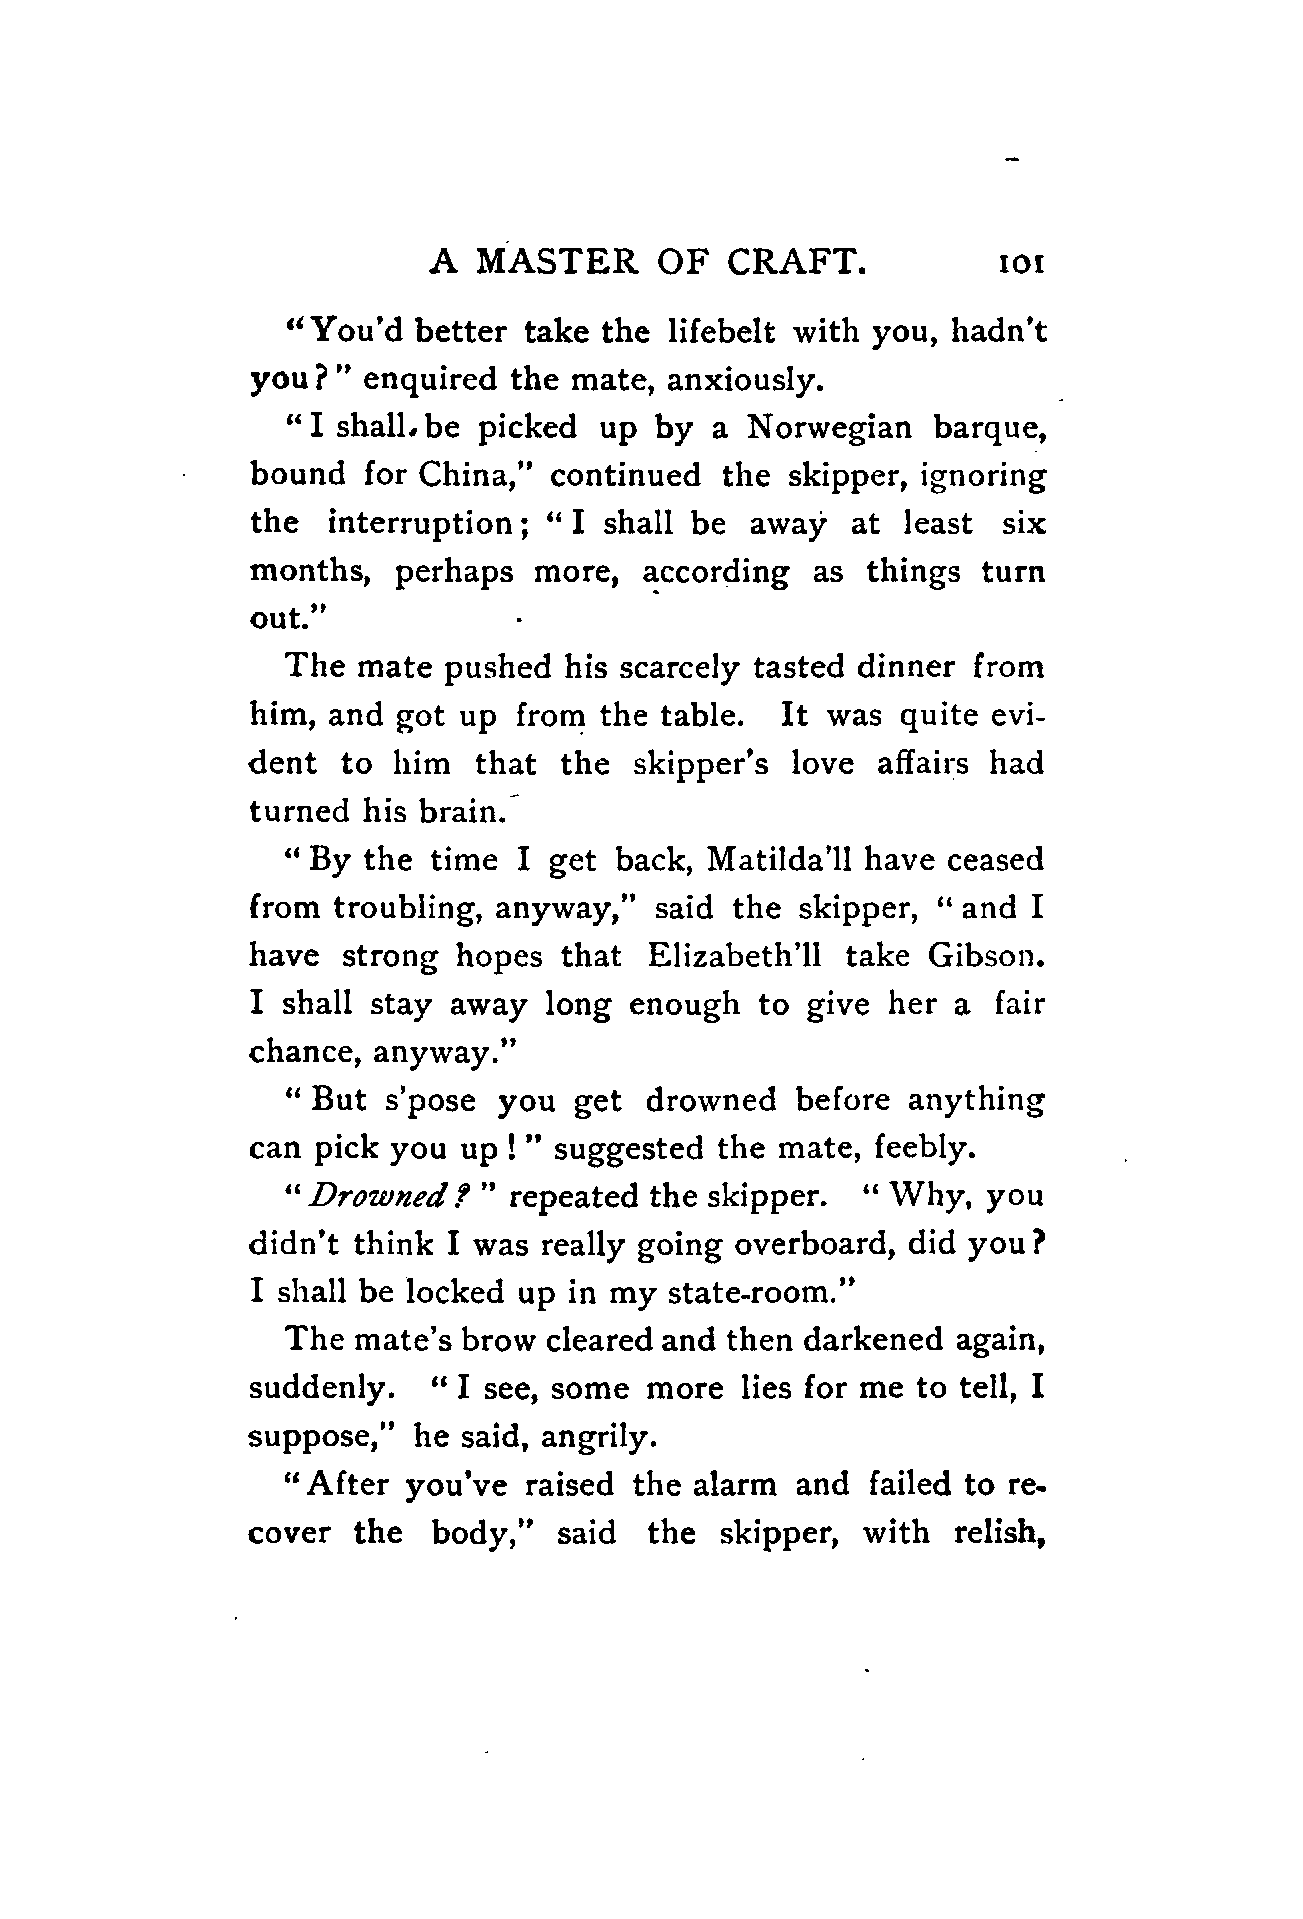 A MASTER OF CRAFT. 101
“You'd better take the lifebelt with you, hadn't
you?” enquired the mate, anxiously.
“I shall be picked up by a Norwegian barque,
bound for China,” continued the skipper, ignoring
the interruption; “I shall be away at least six
months, perhaps more, according as things turn
out.”
The mate pushed his scarcely tasted dinner from
him, and got up from the table. It was quite evi-
dent to him that the skipper's love affairs had
turned his brain.
“By the time I get back, Matilda'll have ceased
from troubling, anyway,” said the skipper, “and I
have strong hopes that Elizabeth'll take Gibson.
I shall stay away long enough to give her a fair
chance, anyway.”
“But s'pose you get drowned before anything
can pick you up!” suggested the mate, feebly.
“Drowned?” repeated the skipper. “Why, you
didn't think I was really going overboard, did you?
I shall be locked up in my state-room.”
The mate's brow cleared and then darkened again,
suddenly. “I see, some more lies for me to tell, I
suppose,” he said, angrily.
“After you've raised the alarm and failed to re-
cover the body,” said the skipper, with relish,